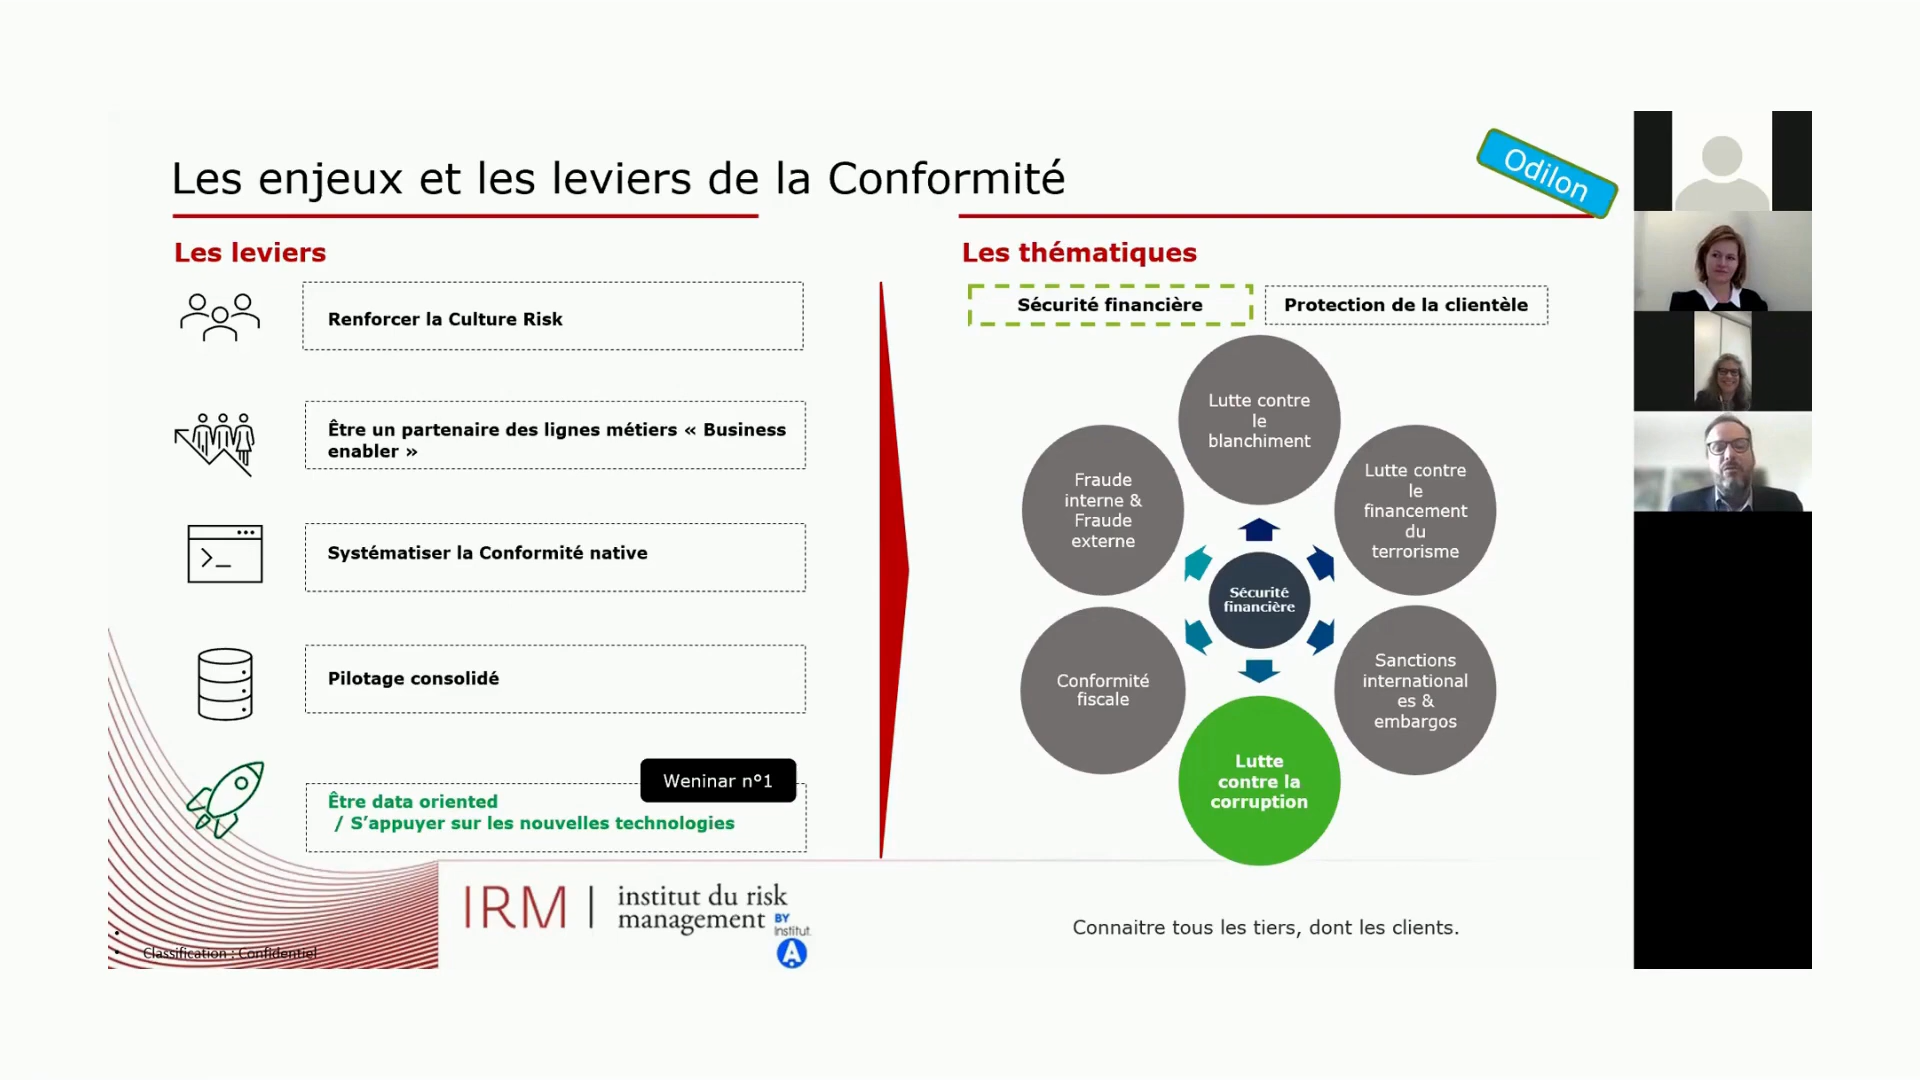 Les enjeux et les leviers de la Conformité
Odilon
Les leviers
Renforcer la Culture Risk
Être un partenaire des lignes métiers « Business
enabler »
Systématiser la Conformité native
Pilotage consolidé
Weninar n°1
Être data oriented
/ S’appuyer sur les nouvelles technologies
Les thématiques
Sécurité financière
Protection de la clientèle
Lutte contre
le
blanchiment
Fraude
interne &
Fraude
externe
Lutte contre
le
financement
du
terrorisme
Sécurité
financière
Conformité
fiscale
Sanctions
international
es &
embargos
Lutte
contre la
corruption
IRM | institut du risk
management BY
Institut.
A
Connaitre tous les tiers, dont les clients.
Classification : Confidentiel